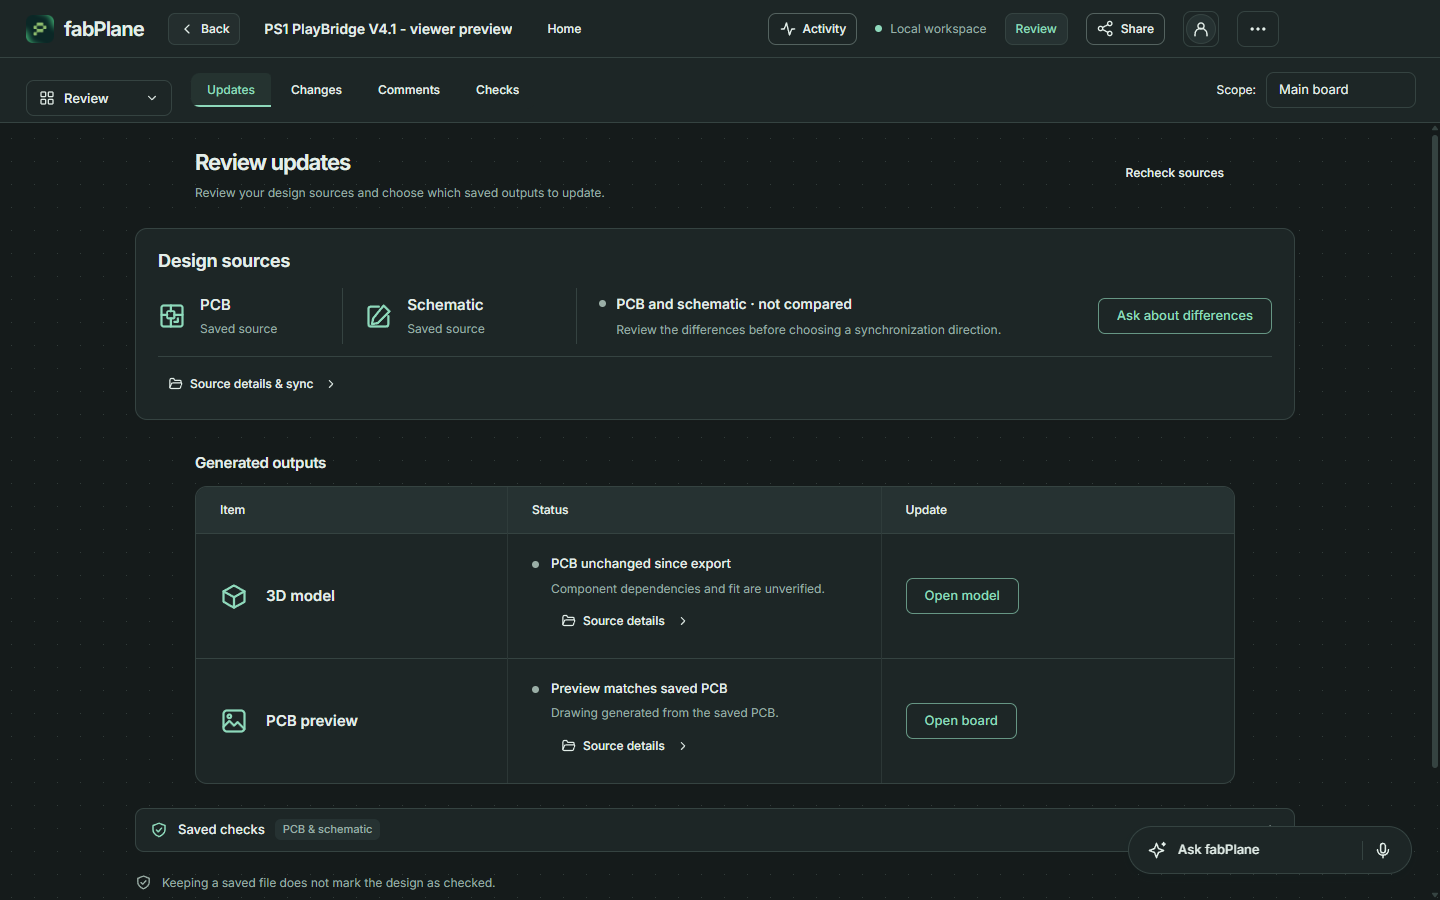 fabPlane
Back
PS1 PlayBridge V4.1 - viewer preview
Home
Activity
Local workspace
Review
Share
Review
Updates
Changes
Comments
Checks
Scope:
Main board
Review updates
Review your design sources and choose which saved outputs to update.
Recheck sources
Design sources
PCB
Saved source
Schematic
Saved source
PCB and schematic · not compared
Review the differences before choosing a synchronization direction.
Ask about differences
Source details & sync
Generated outputs
Item
Status
Update
3D model
PCB unchanged since export
Component dependencies and fit are unverified.
Source details
Open model
PCB preview
Preview matches saved PCB
Drawing generated from the saved PCB.
Source details
Open board
Saved checks
PCB & schematic
Ask fabPlane
Keeping a saved file does not mark the design as checked.